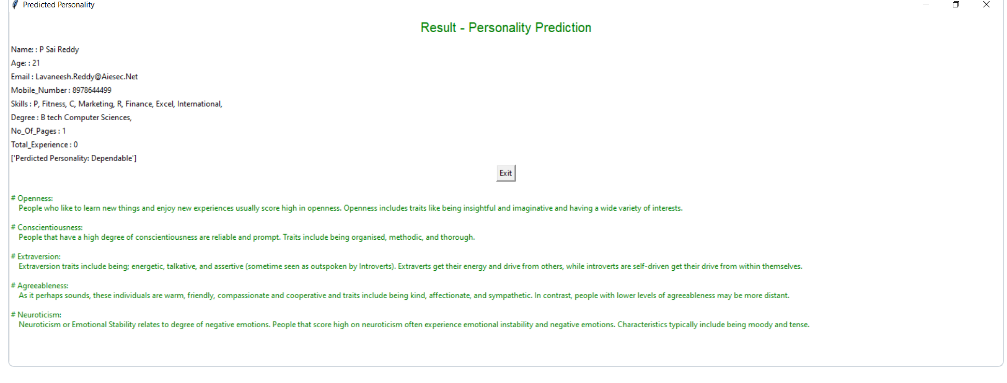 Predicted Personality
Result - Personality Prediction
Name: : P Sai Reddy
Age: : 21
Email : Lavaneesh.Reddy@Aiesec.Net
Mobile_Number : 8978644499
Skills : P, Fitness, C, Marketing, R, Finance, Excel, International,
Degree : B tech Computer Sciences,
No_Of_Pages : 1
Total_Experience : 0
['Perdicted Personality: Dependable']
Exit
# Openness:
People who like to learn new things and enjoy new experiences usually score high in openness. Openness includes traits like being insightful and imaginative and having a wide variety of interests.
# Conscientiousness:
People that have a high degree of conscientiousness are reliable and prompt. Traits include being organised, methodic, and thorough.
# Extraversion:
Extraversion traits include being; energetic, talkative, and assertive (sometime seen as outspoken by Introverts). Extraverts get their energy and drive from others, while introverts are self-driven get their drive from within themselves.
# Agreeableness:
As it perhaps sounds, these individuals are warm, friendly, compassionate and cooperative and traits include being kind, affectionate, and sympathetic. In contrast, people with lower levels of agreeableness may be more distant.
# Neuroticism:
Neuroticism or Emotional Stability relates to degree of negative emotions. People that score high on neuroticism often experience emotional instability and negative emotions. Characteristics typically include being moody and tense.